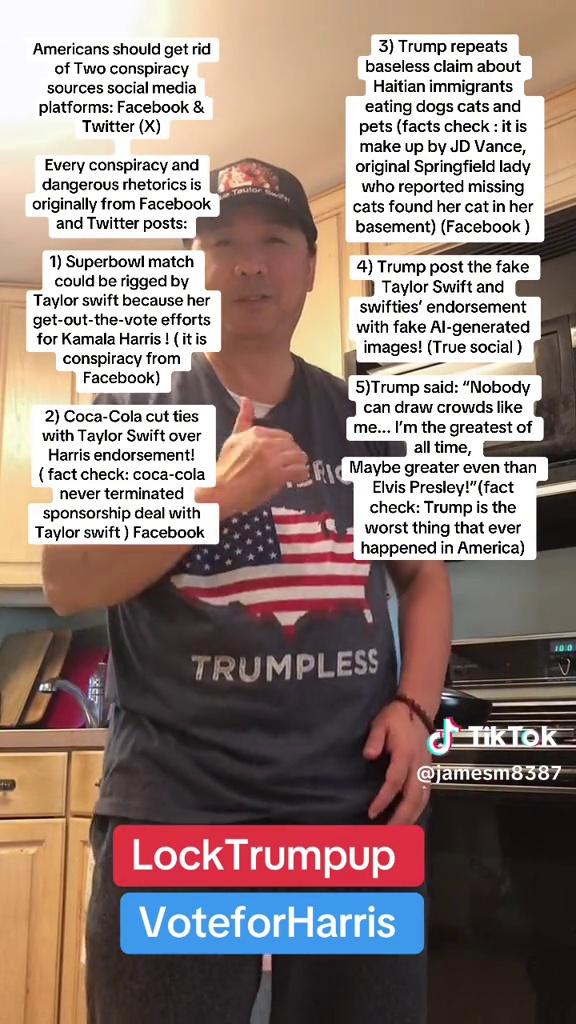 Americans should get rid
of Two conspiracy
sources social media
platforms: Facebook &
Twitter (X)
Every conspiracy and
dangerous rhetorics is
originally from Facebook
and Twitter posts:
1) Superbowl match
could be rigged by
Taylor swift because her
get-out-the-vote efforts
for Kamala Harris ! ( it is
conspiracy from
Facebook)
2) Coca-Cola cut ties
with Taylor Swift over
Harris endorsement!
( fact check: coca-cola
never terminated
sponsorship deal with
Taylor swift ) Facebook
3) Trump repeats
baseless claim about
Haitian immigrants
eating dogs cats and
pets (facts check : it is
make up by JD Vance,
original Springfield lady
who reported missing
cats found her cat in her
basement) (Facebook )
4) Trump post the fake
Taylor Swift and
swifties’ endorsement
with fake AI-generated
images! (True social )
5)Trump said: “Nobody
can draw crowds like
me... I’m the greatest of
all time,
Maybe greater even than
Elvis Presley!”(fact
check: Trump is the
worst thing that ever
happened in America)
Taylor Swift
TRUMPLESS
TikTok
@jamesm8387
LockTrumpup
VoteforHarris